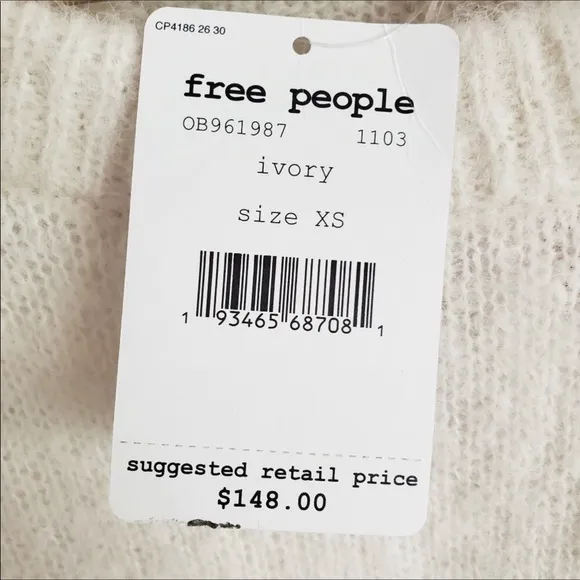 CP4186 26 30
free people
OB961987 1103
ivory
size XS
1 93465 68708 1
suggested retail price
$148.00